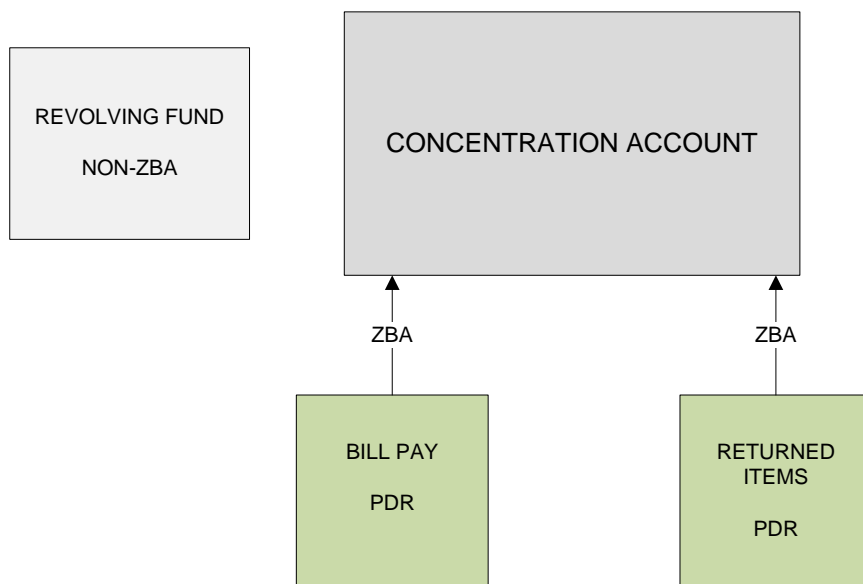 REVOLVING FUND
NON-ZBA
CONCENTRATION ACCOUNT
ZBA
ZBA
BILL PAY
PDR
RETURNED
ITEMS
PDR